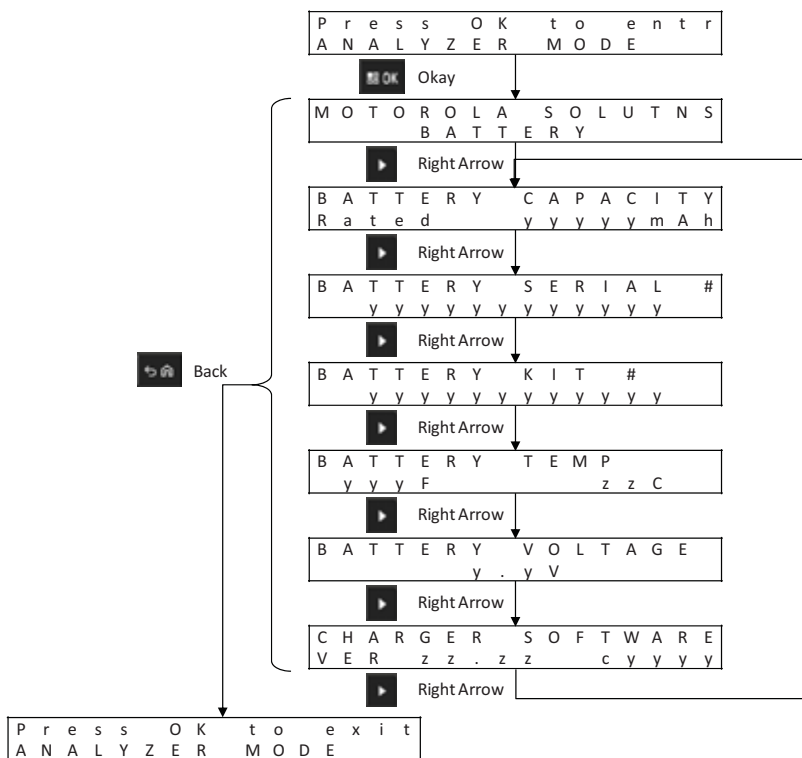 Press OK to entr
ANALYZER MODE
OK Okay
MOTOROLA SOLUTNS
BATTERY
Right Arrow
BATTERY CAPACITY
Rated yyyyymAh
Right Arrow
BATTERY SERIAL #
yyyyyyyyyyyy
Right Arrow
BATTERY KIT #
yyyyyyyyyyyy
Back
Right Arrow
BATTERY TEMP
yyyF zzC
Right Arrow
BATTERY VOLTAGE
y.yV
Right Arrow
CHARGER SOFTWARE
VER zz.zz cyyyy
Right Arrow
Press OK to exit
ANALYZER MODE